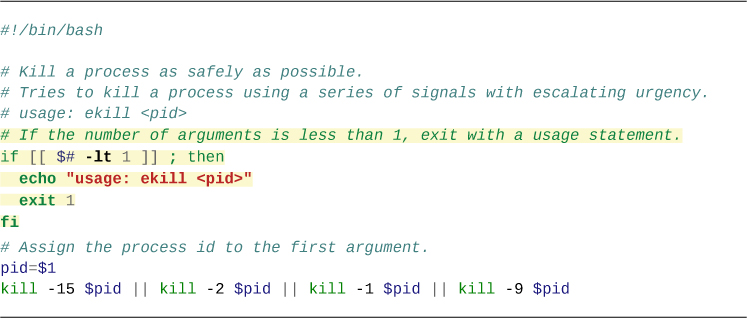 #!/bin/bash
# Kill a process as safely as possible.
# Tries to kill a process using a series of signals with escalating urgency.
# usage: ekill <pid>
# If the number of arguments is less than 1, exit with a usage statement.
if [[ $# -lt 1 ]] ; then
  echo "usage: ekill <pid>"
  exit 1
fi
# Assign the process id to the first argument.
pid=$1
kill -15 $pid || kill -2 $pid || kill -1 $pid || kill -9 $pid